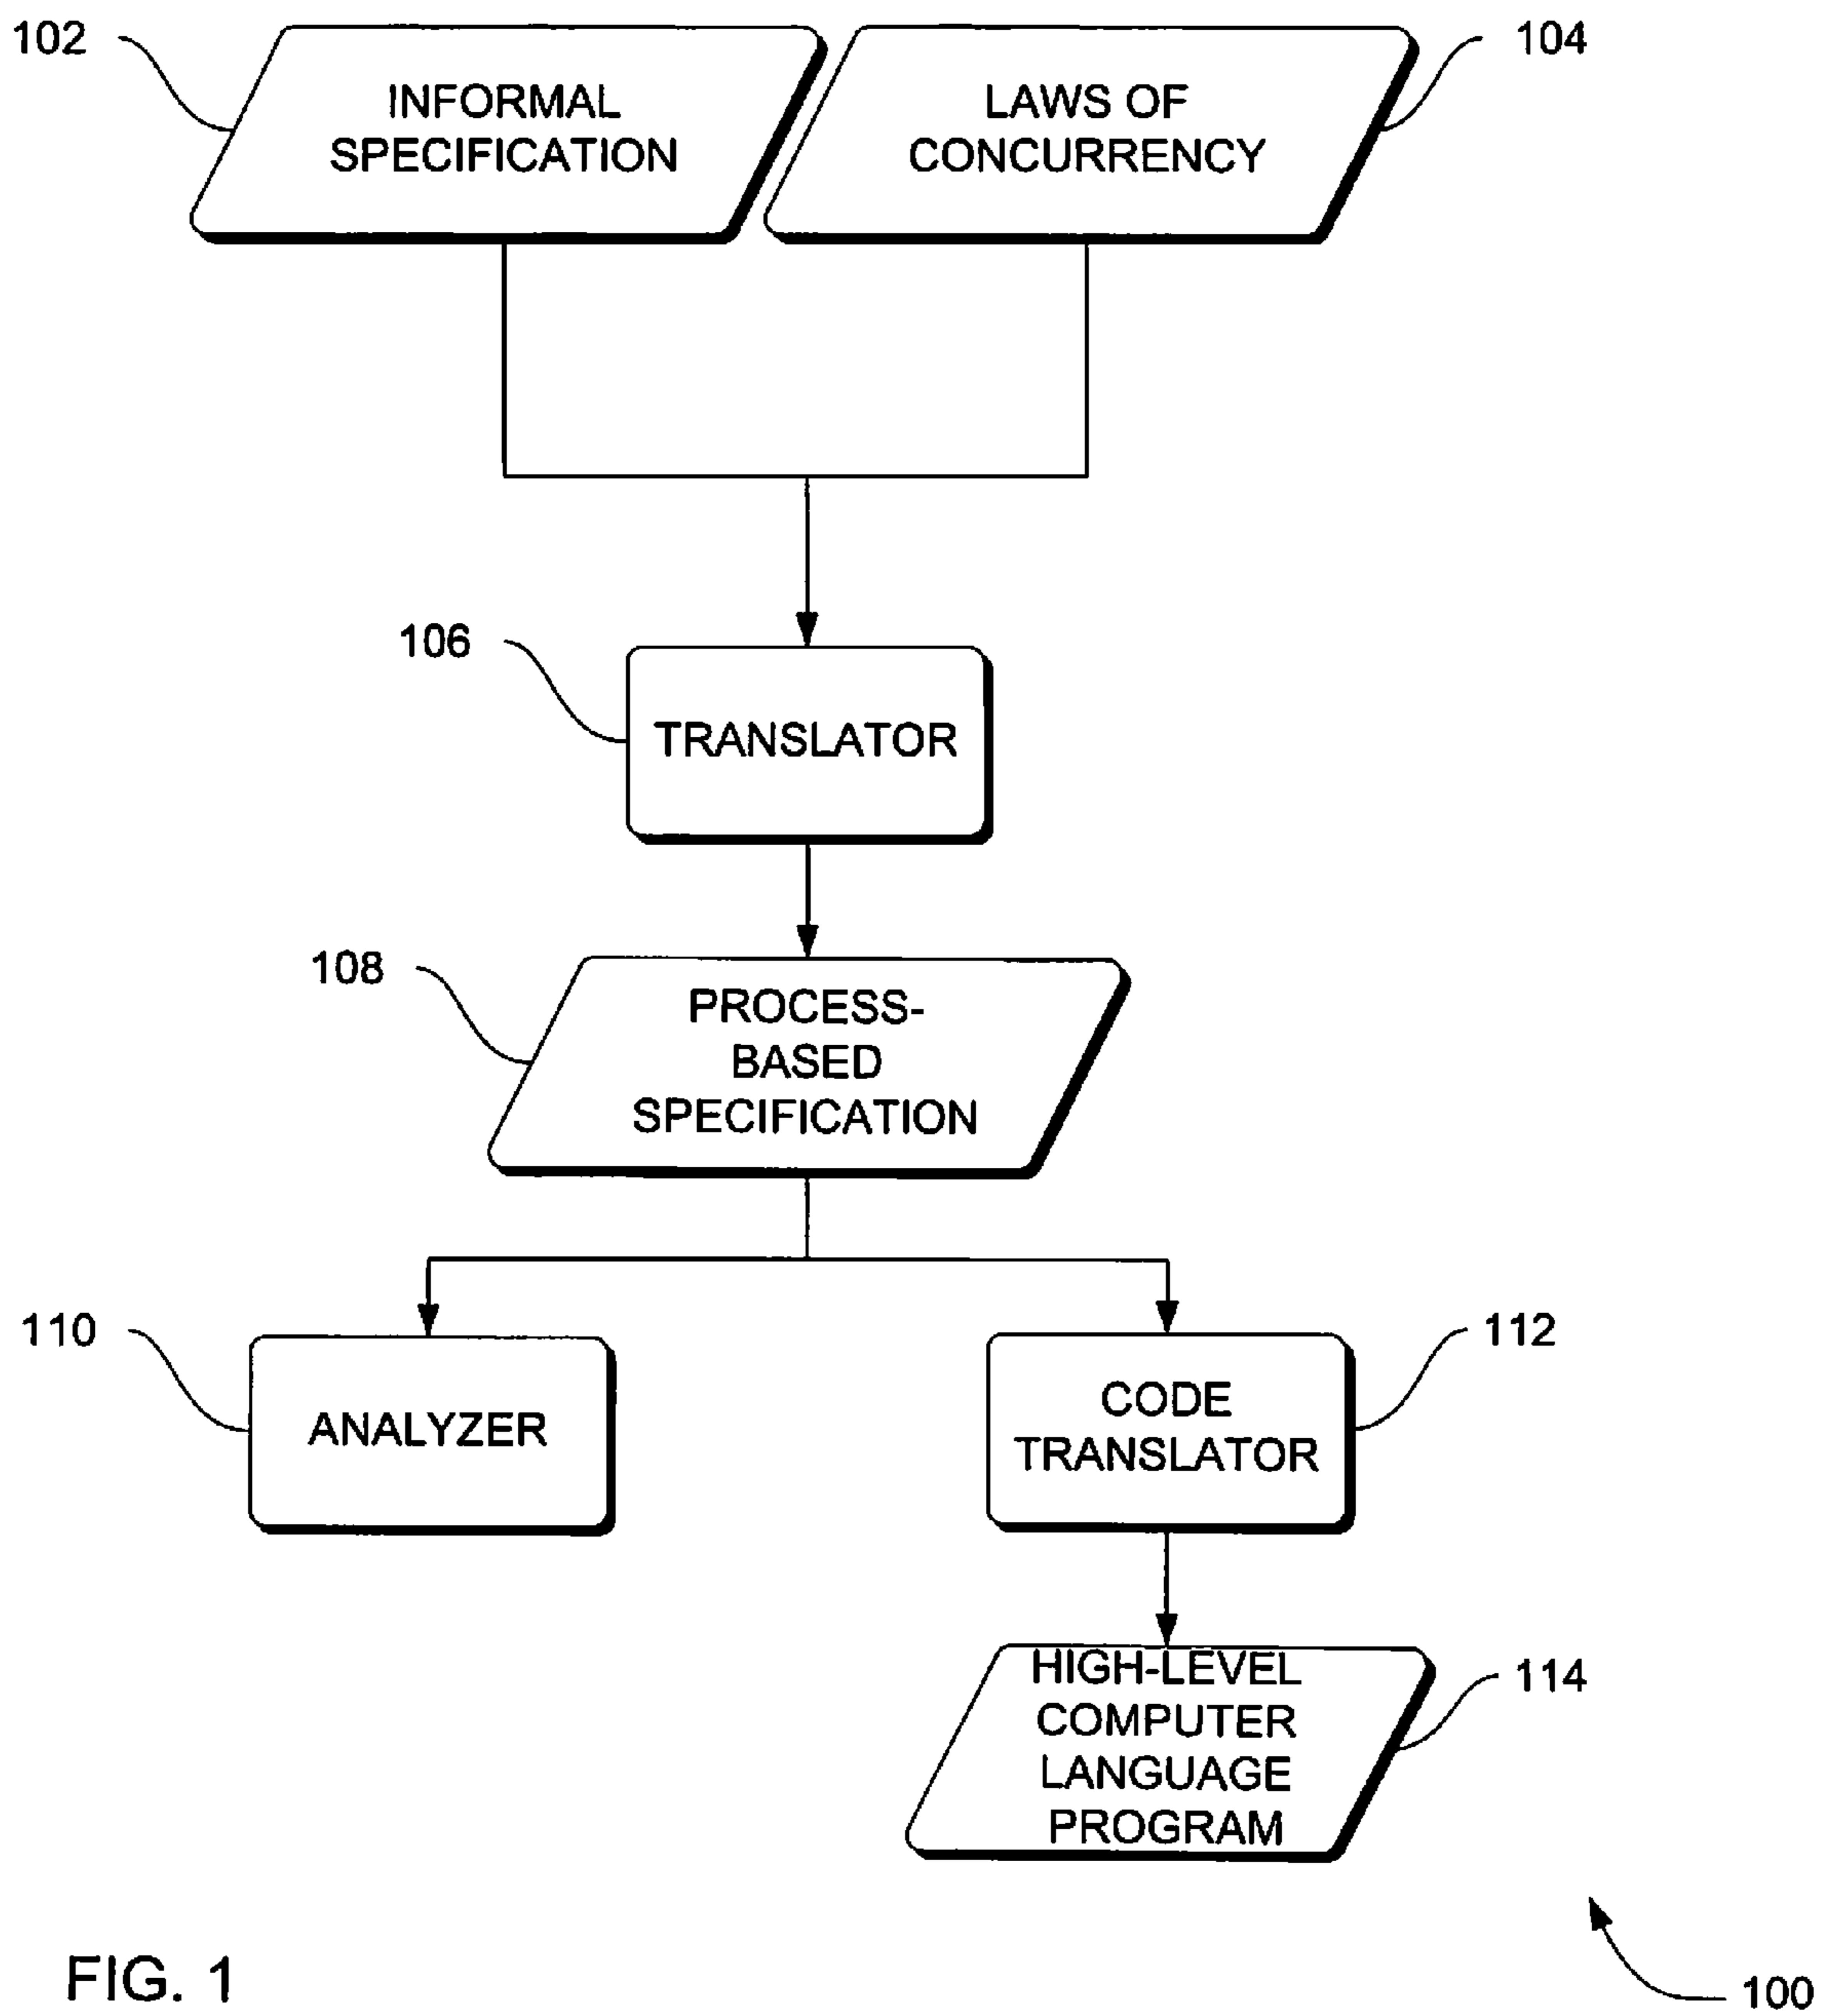 102
INFORMAL
SPECIFICATION
LAWS OF
CONCURRENCY
104
106
TRANSLATOR
108
PROCESS-
BASED
SPECIFICATION
110
ANALYZER
CODE
TRANSLATOR
112
HIGH-LEVEL
COMPUTER
LANGUAGE
PROGRAM
114
FIG. 1
100